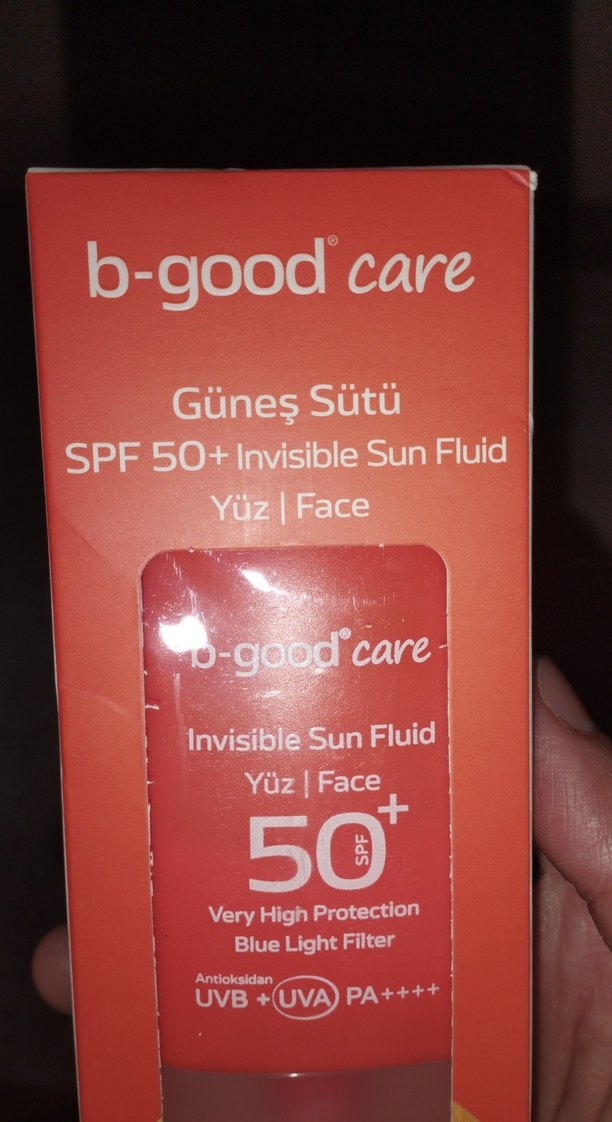 b-good® care
Güneş Sütü
SPF 50+ Invisible Sun Fluid
Yüz | Face
b-good® care
Invisible Sun Fluid
Yüz | Face
50+
SPF
Very High Protection
Blue Light Filter
Antioksidan
UVB + UVA PA++++